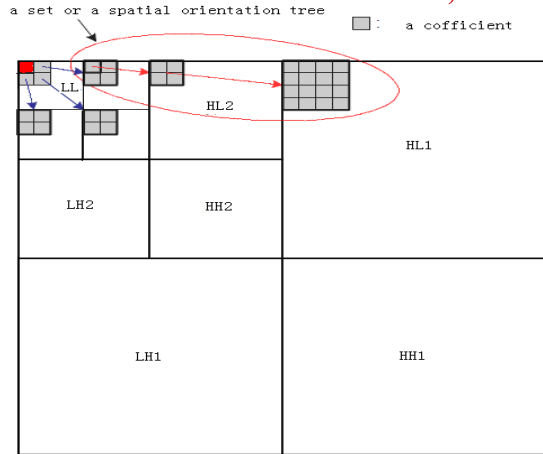 a set or a spatial orientation tree
: a cofficient
LL
HL2
HL1
LH2
HH2
LH1
HH1